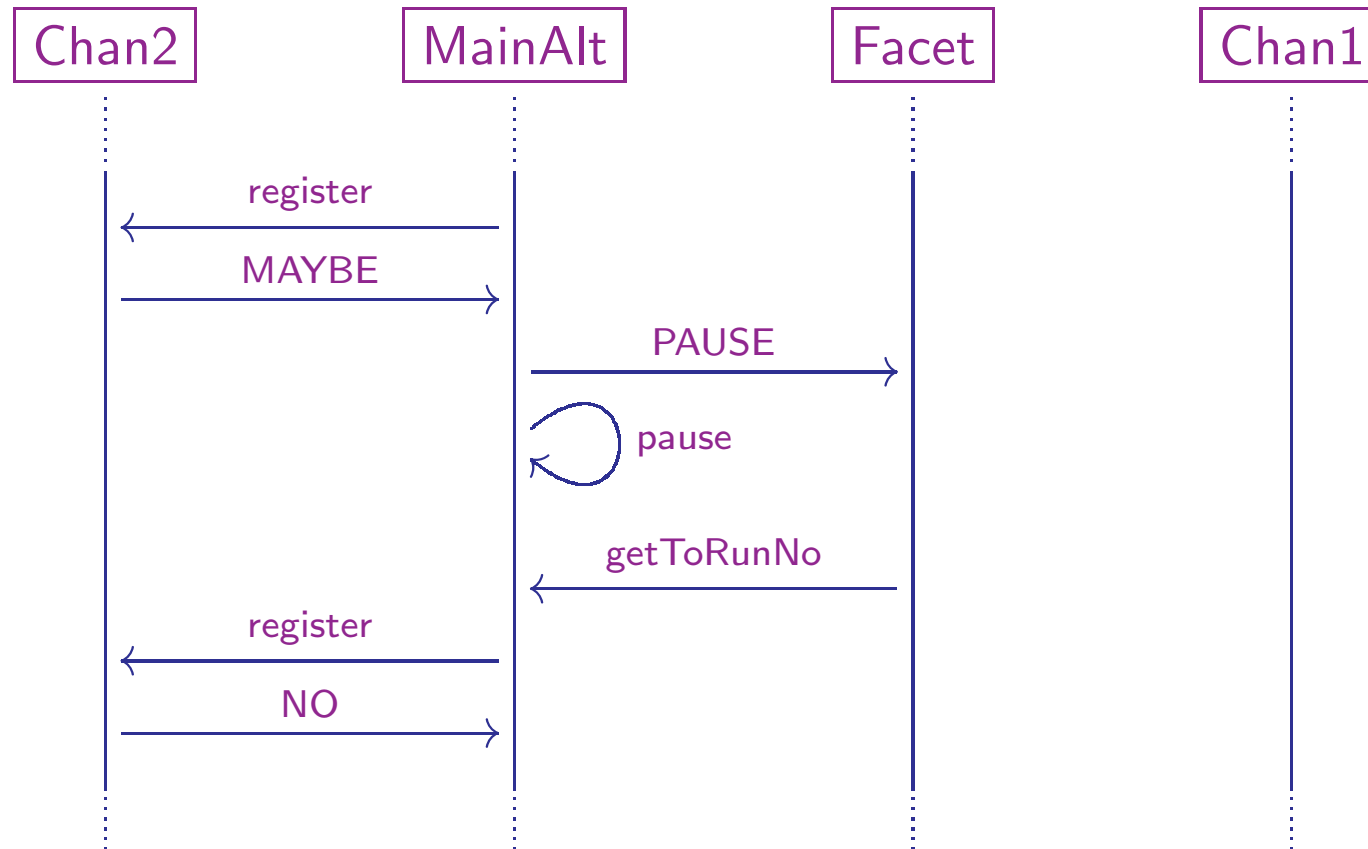 Chan2
MainAlt
Facet
Chan1
register
MAYBE
PAUSE
pause
getToRunNo
register
NO